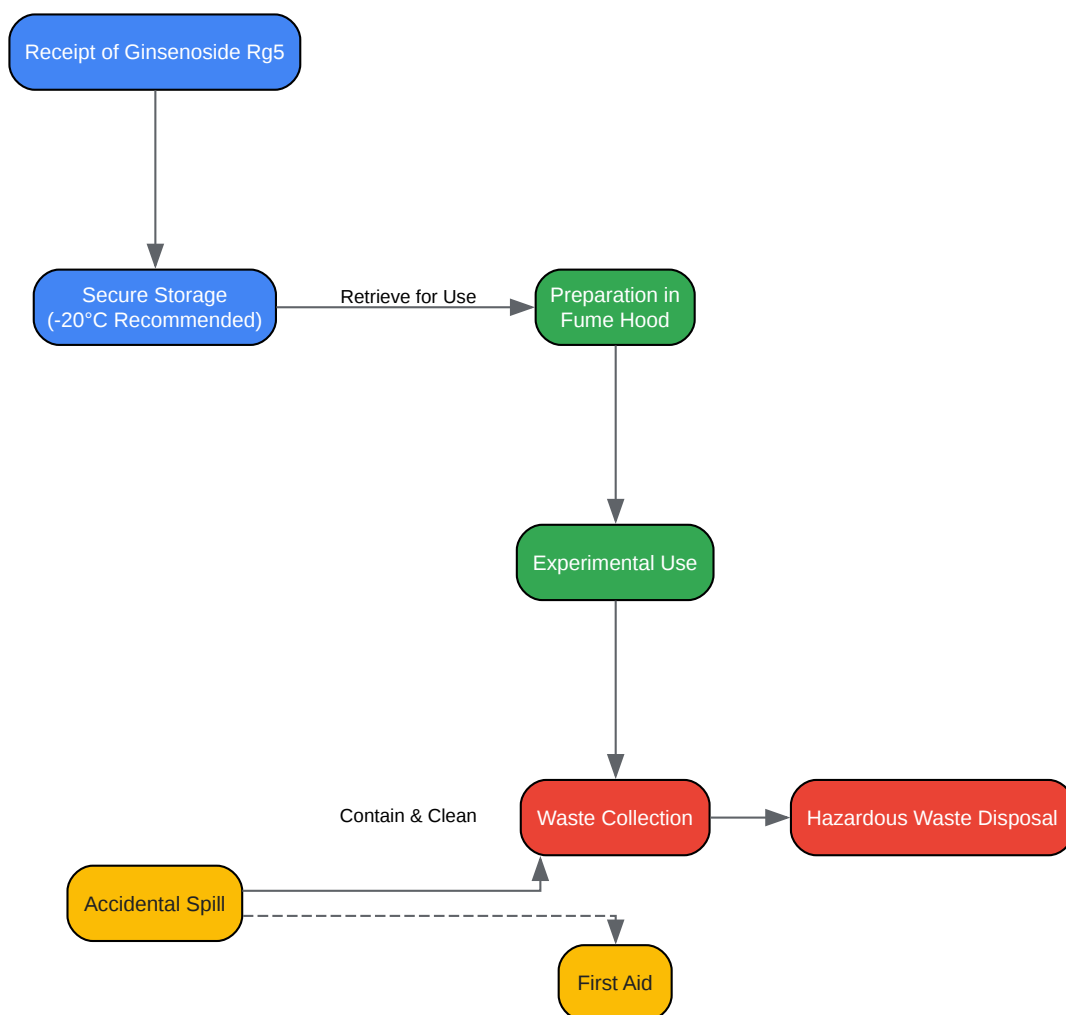 Receipt of Ginsenoside Rg5
Secure Storage
(-20°C Recommended)
Retrieve for Use
Preparation in
Fume Hood
Experimental Use
Contain & Clean
Waste Collection
Hazardous Waste Disposal
Accidental Spill
First Aid